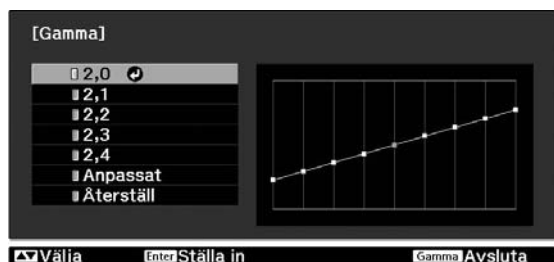 [Gamma]
2,0
2,1
2,2
2,3
2,4
Anpassat
Återställ
Välja Enter Ställa in Gamma Avsluta